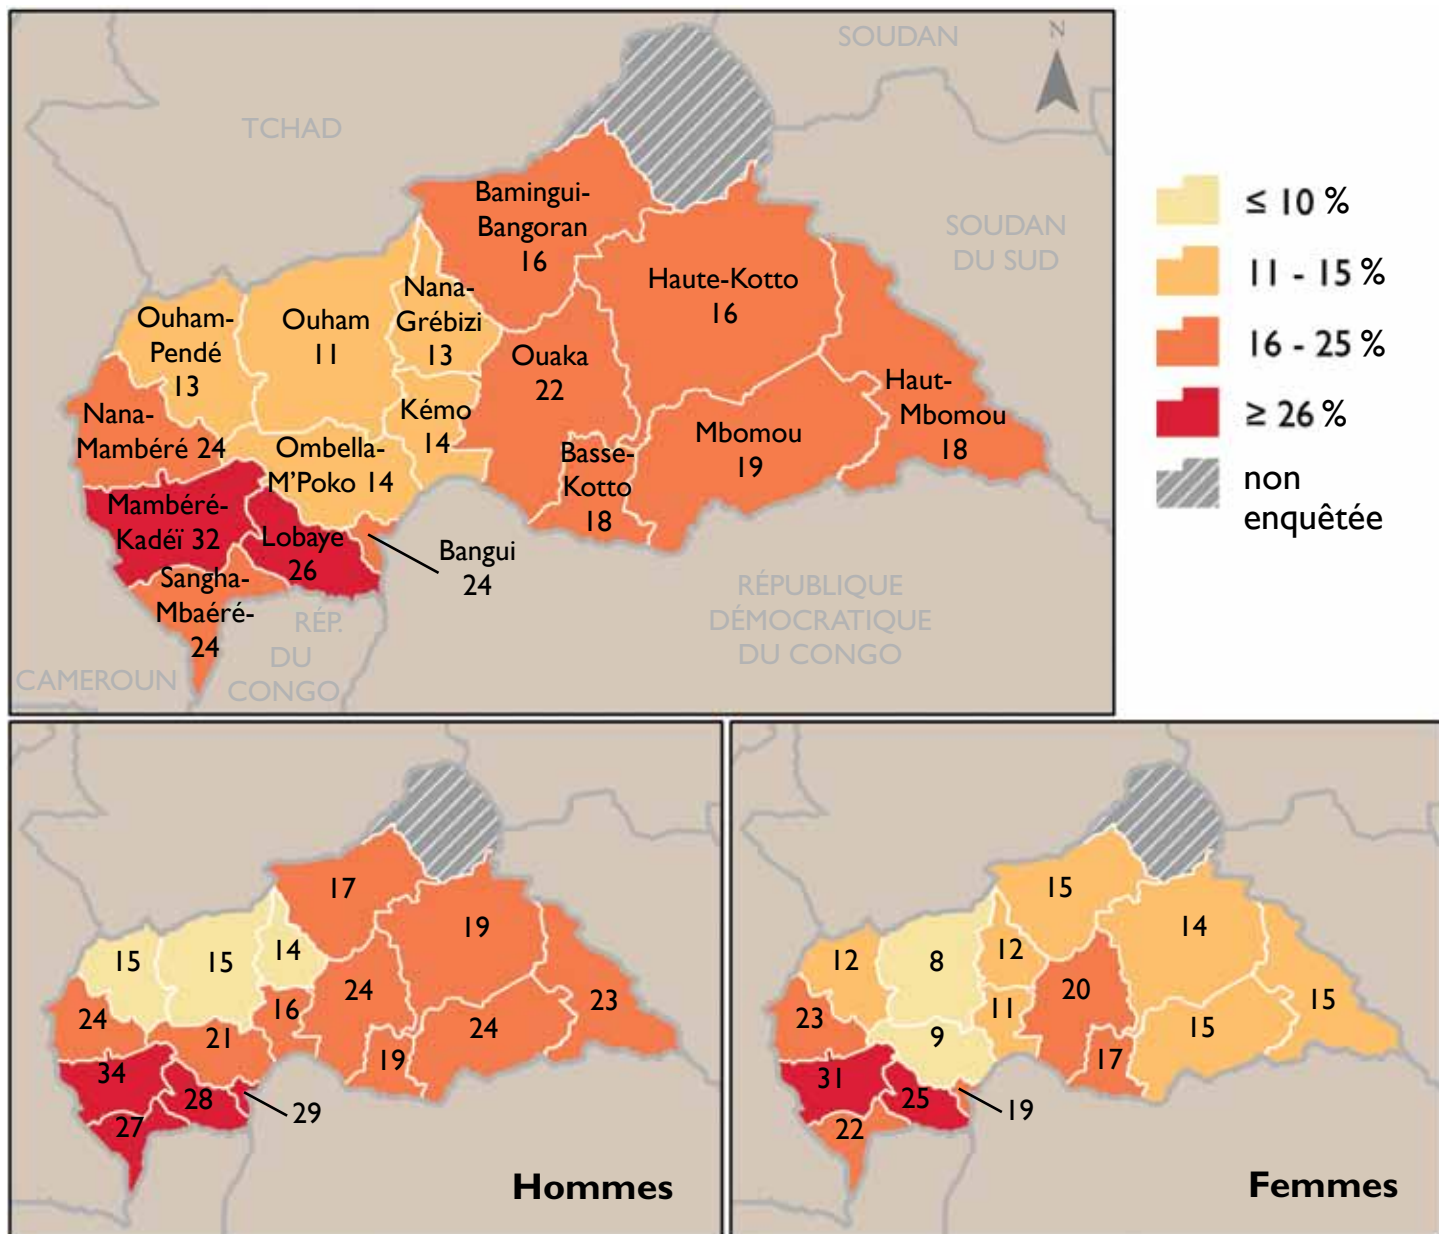 SOUDAN
N
TCHAD
SOUDAN
DU SUD
Bamingui-
Bangoran
16
Haute-Kotto
16
Nana-
Grébizi
13
Ouham-
Pendé
13
Ouham
11
Ouaka
22
Haut-
Mbomou
18
Kémo
14
Nana-
Mambéré 24
Ombella-
M'Poko 14
Mbomou
19
Basse-
Kotto
18
Mambéré-
Kadéï 32
Lobaye
26
Bangui
24
Sangha-
Mbaéré-
24
RÉP.
DU
CONGO
RÉPUBLIQUE
DÉMOCRATIQUE
DU CONGO
CAMEROUN
≤ 10 %
11 - 15 %
16 - 25 %
≥ 26 %
non
enquêtée
17
19
15
15
14
24
23
24
21
16
24
19
34
28
29
27
Hommes
15
14
12
8
12
20
15
23
9
11
15
17
31
25
19
22
Femmes